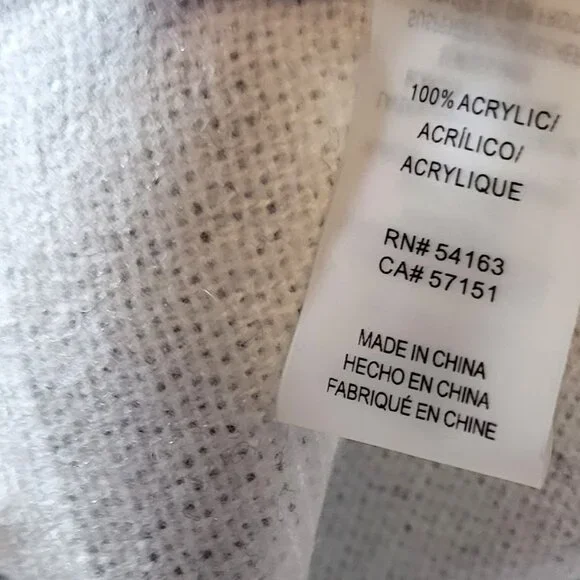 100% ACRYLIC/
ACRÍLICO/
ACRYLIQUE
RN# 54163
CA# 57151
MADE IN CHINA
HECHO EN CHINA
FABRIQUÉ EN CHINE